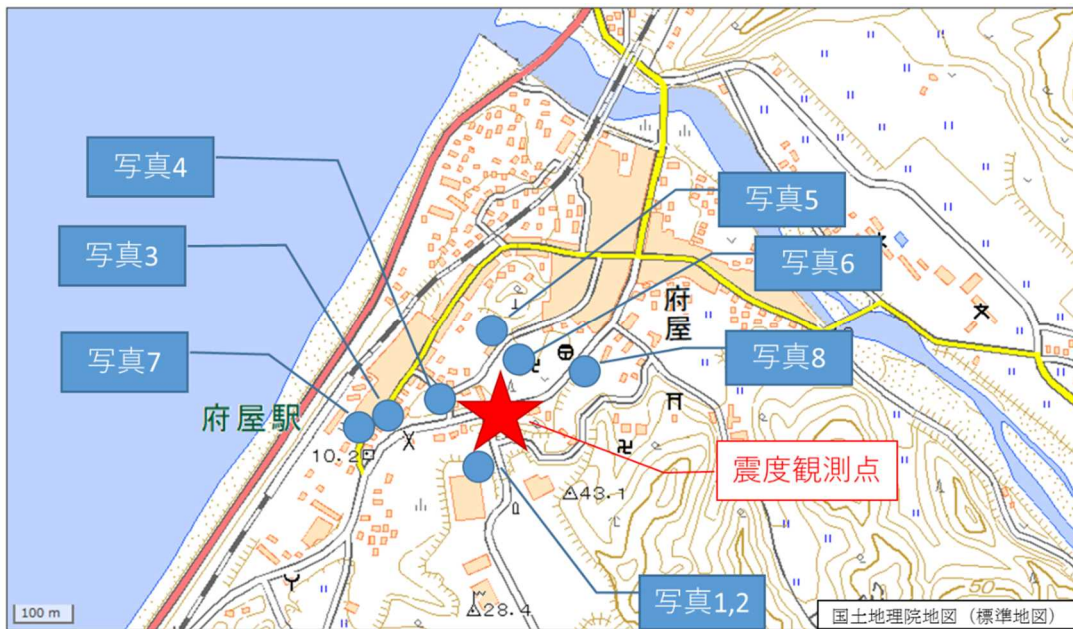 写真4
写真5
写真3
写真6
府屋
写真7
写真8
府屋駅
10.2
震度観測点
43.1
写真1,2
28.4
50
100 m
国土地理院地図（標準地図）